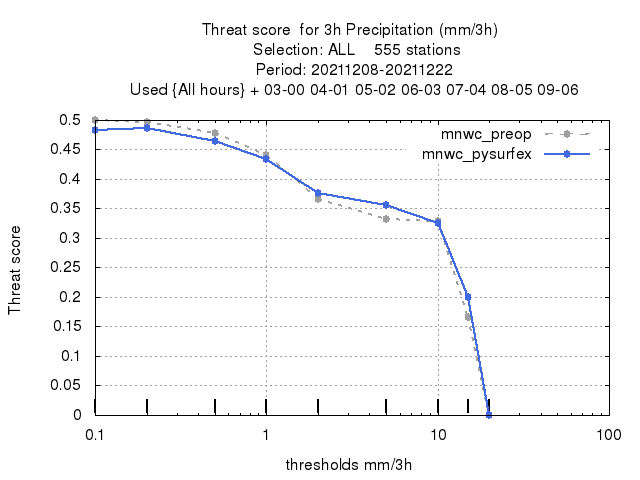 Threat score  for 3h Precipitation (mm/3h)
Selection: ALL    555 stations
Period: 20211208-20211222
Used {All hours} + 03-00 04-01  05-02  06-03  07-04  08-05  09-06
mnwc_preop
mnwc_pysurfex
0.5
0.45
0.4
0.35
0.3
0.25
0.2
0.15
0.1
0.05
0
Threat score
0.1 1 10 100
thresholds mm/3h